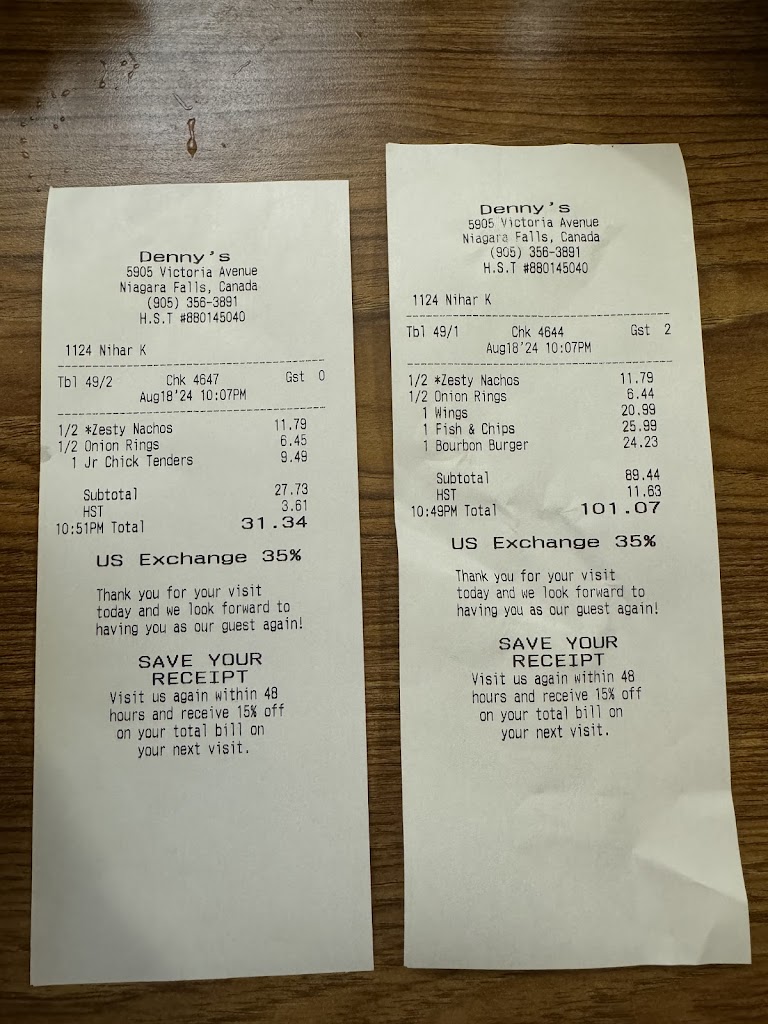 Denny's
5905 Victoria Avenue
Niagara Falls, Canada
(905) 356-3891
H.S.T #880145040
1124 Nihar K
Tbl 49/2 Chk 4647 Gst 0
Aug18'24 10:07PM
1/2 *Zesty Nachos 11.79
1/2 Onion Rings 6.45
1 Jr Chick Tenders 9.49
Subtotal 27.73
HST 3.61
10:51PM Total 31.34
US Exchange 35%
Thank you for your visit
today and we look forward to
having you as our guest again!
SAVE YOUR
RECEIPT
Visit us again within 48
hours and receive 15% off
on your total bill on
your next visit.
Denny's
5905 Victoria Avenue
Niagara Falls, Canada
(905) 356-3891
H.S.T #880145040
1124 Nihar K
Tbl 49/1 Chk 4644 Gst 2
Aug18'24 10:07PM
1/2 *Zesty Nachos 11.79
1/2 Onion Rings 6.44
1 Wings 20.99
1 Fish & Chips 25.99
1 Bourbon Burger 24.23
Subtotal 89.44
HST 11.63
10:49PM Total 101.07
US Exchange 35%
Thank you for your visit
today and we look forward to
having you as our guest again!
SAVE YOUR
RECEIPT
Visit us again within 48
hours and receive 15% off
on your total bill on
your next visit.